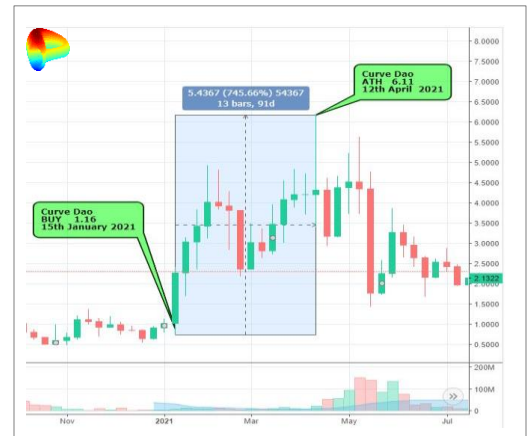 8.0000
7.5000
7.0000
6.5000
6.0000
5.5000
5.0000
4.5000
4.0000
3.5000
3.0000
2.5000
2.1322
2.0000
1.5000
1.0000
0.5000
200M
100M
0
5.4367 (745.66%) 54367
13 bars, 91d
Curve Dao
ATH 6.11
12th April 2021
Curve Dao
BUY 1.16
15th January 2021
Nov
2021
Mar
May
Jul